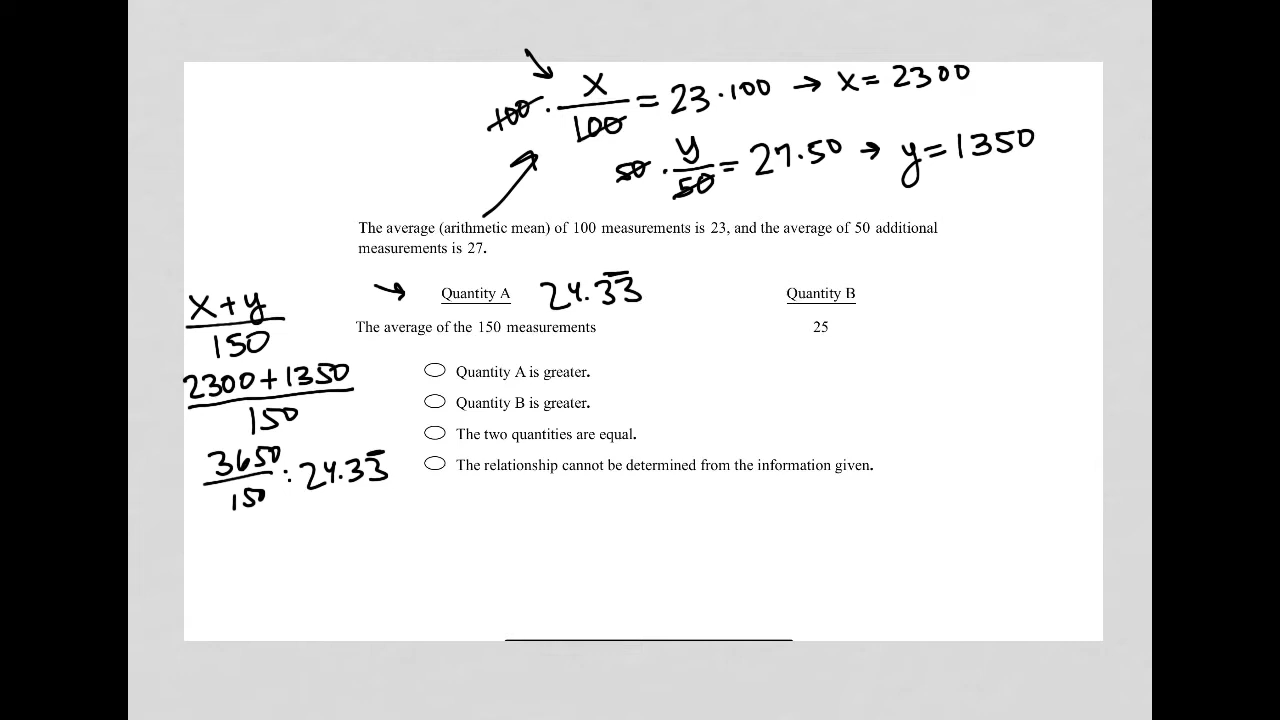 100 · x/100 = 23 · 100 → x = 2300
50 · y/50 = 27 · 50 → y = 1350
The average (arithmetic mean) of 100 measurements is 23, and the average of 50 additional
measurements is 27.
→ Quantity A 24.33̅ Quantity B
The average of the 150 measurements 25
x + y
150
2300 + 1350
150
3650/150 : 24.33̅
Quantity A is greater.
Quantity B is greater.
The two quantities are equal.
The relationship cannot be determined from the information given.